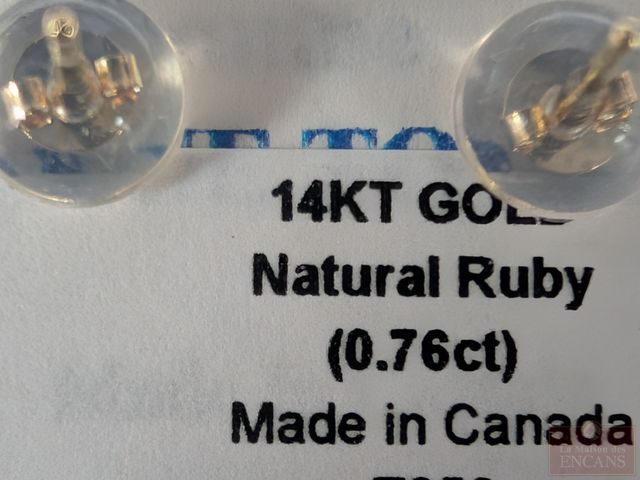 14KT GOLD
Natural Ruby
(0.76ct)
Made in Canada
La Maison des
ENCANS